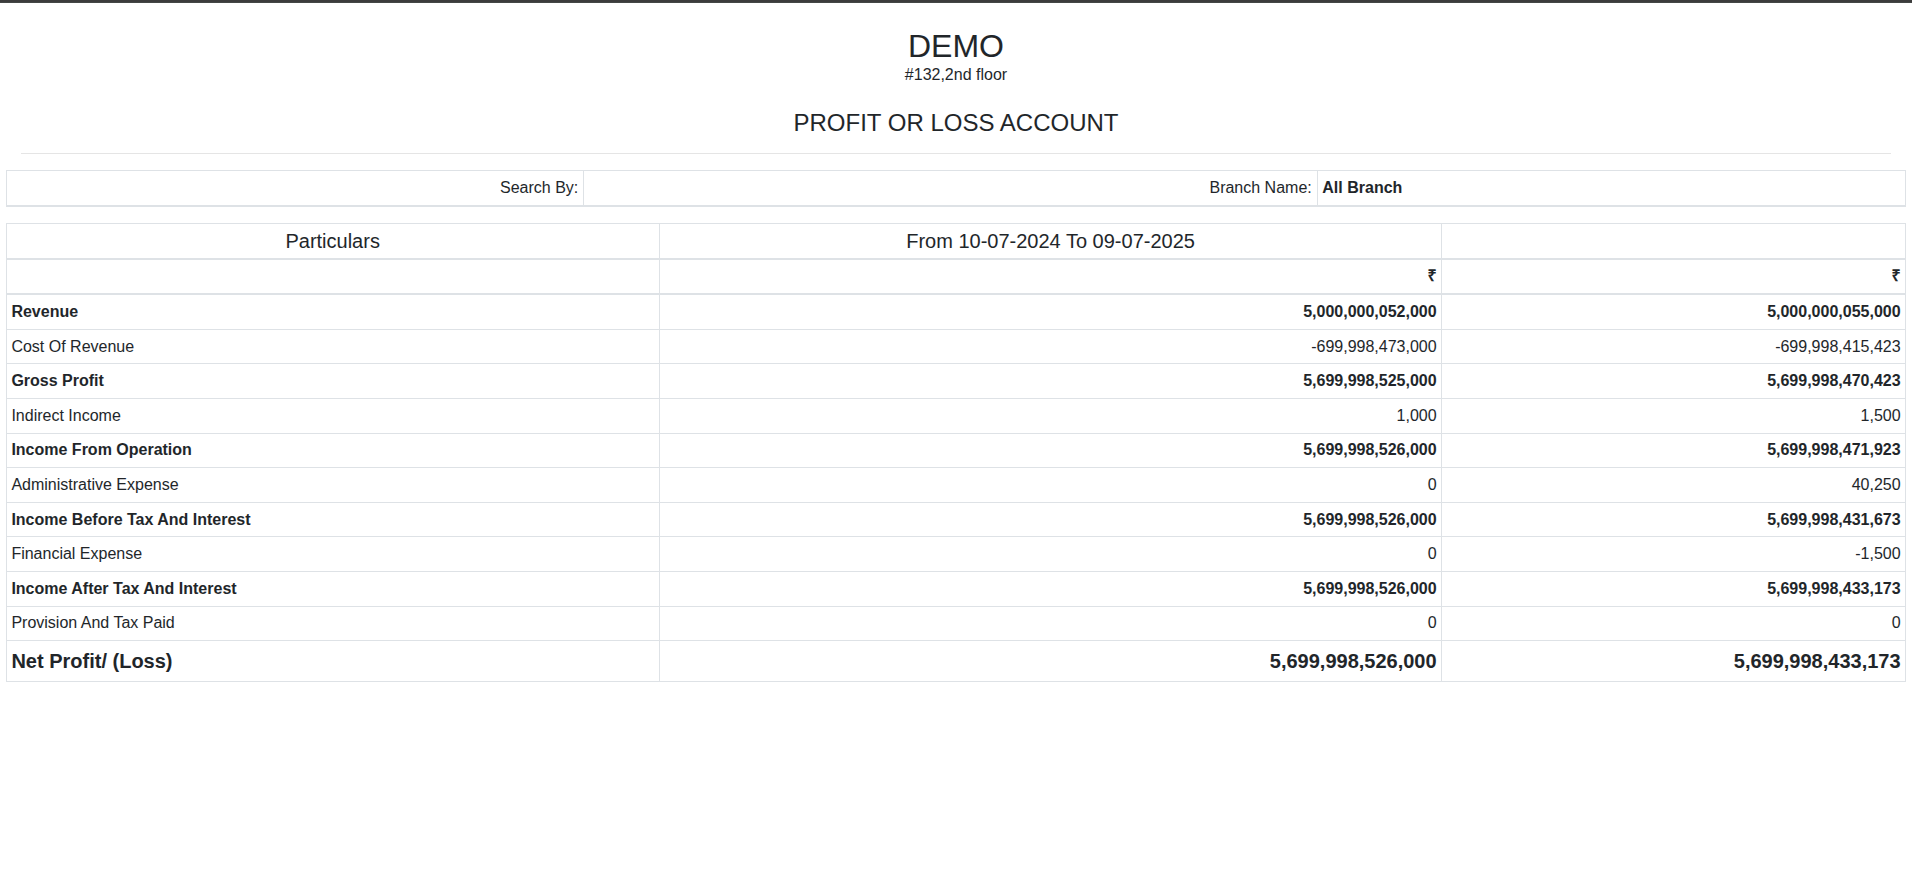 DEMO
#132,2nd floor
PROFIT OR LOSS ACCOUNT
Search By: Branch Name: All Branch
Particulars From 10-07-2024 To 09-07-2025
₹ ₹
Revenue 5,000,000,052,000 5,000,000,055,000
Cost Of Revenue -699,998,473,000 -699,998,415,423
Gross Profit 5,699,998,525,000 5,699,998,470,423
Indirect Income 1,000 1,500
Income From Operation 5,699,998,526,000 5,699,998,471,923
Administrative Expense 0 40,250
Income Before Tax And Interest 5,699,998,526,000 5,699,998,431,673
Financial Expense 0 -1,500
Income After Tax And Interest 5,699,998,526,000 5,699,998,433,173
Provision And Tax Paid 0 0
Net Profit/ (Loss) 5,699,998,526,000 5,699,998,433,173